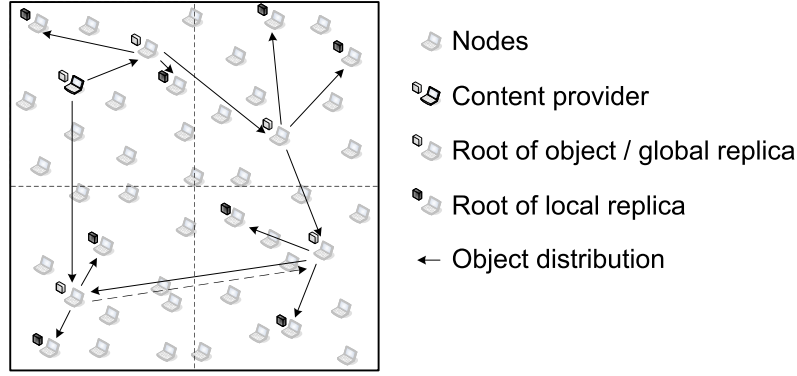 Nodes
Content provider
Root of object / global replica
Root of local replica
Object distribution